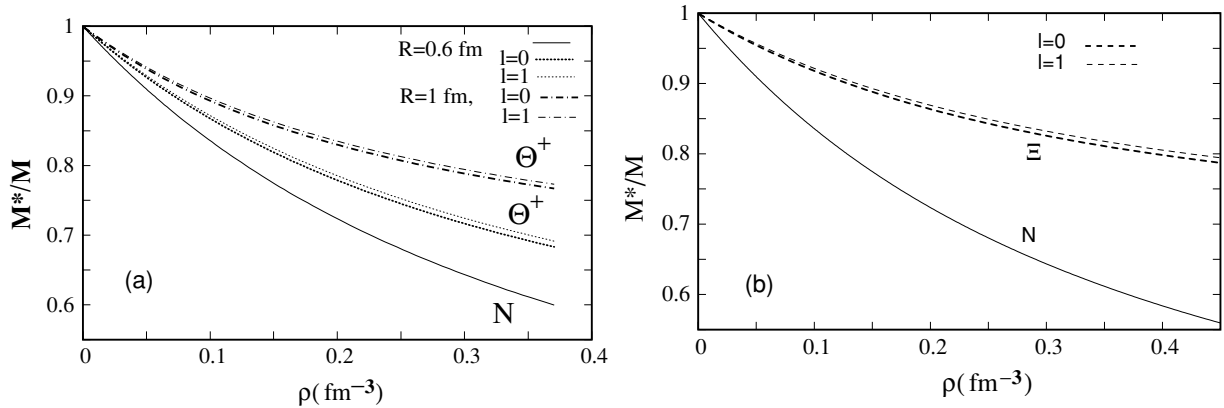 1
0.9
0.8
0.7
0.6
M*/M
R=0.6 fm
l=0
l=1
R=1 fm,
l=0
l=1
Θ+
Θ+
(a)
N
0
0.1
0.2
0.3
0.4
ρ( fm−3)
1
0.9
0.8
0.7
0.6
M*/M
l=0
l=1
Ξ
N
(b)
0
0.1
0.2
0.3
0.4
ρ( fm−3)